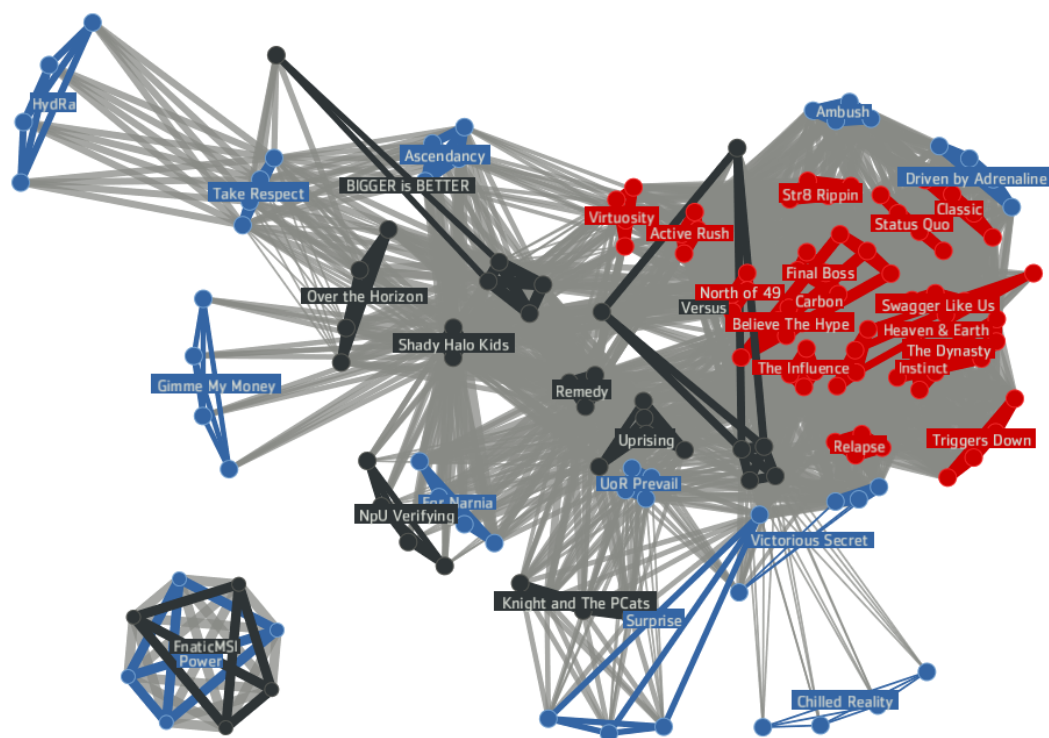 HydRa
Ambush
Ascendancy
Take Respect
BIGGER is BETTER
Driven by Adrenaline
Str8 Rippin
Classic
Virtuosity
Status Quo
Active Rush
Over the Horizon
Final Boss
North of 49
Versus
Carbon
Swagger Like Us
Believe The Hype
Heaven & Earth
Shady Halo Kids
The Dynasty
The Influence
Instinct
Gimme My Money
Remedy
Uprising
Relapse
Triggers Down
UoR Prevail
For Narnia
NpU Verifying
Victorious Secret
Knight and The PCats
Surprise
FnaticMSI
Power
Chilled Reality